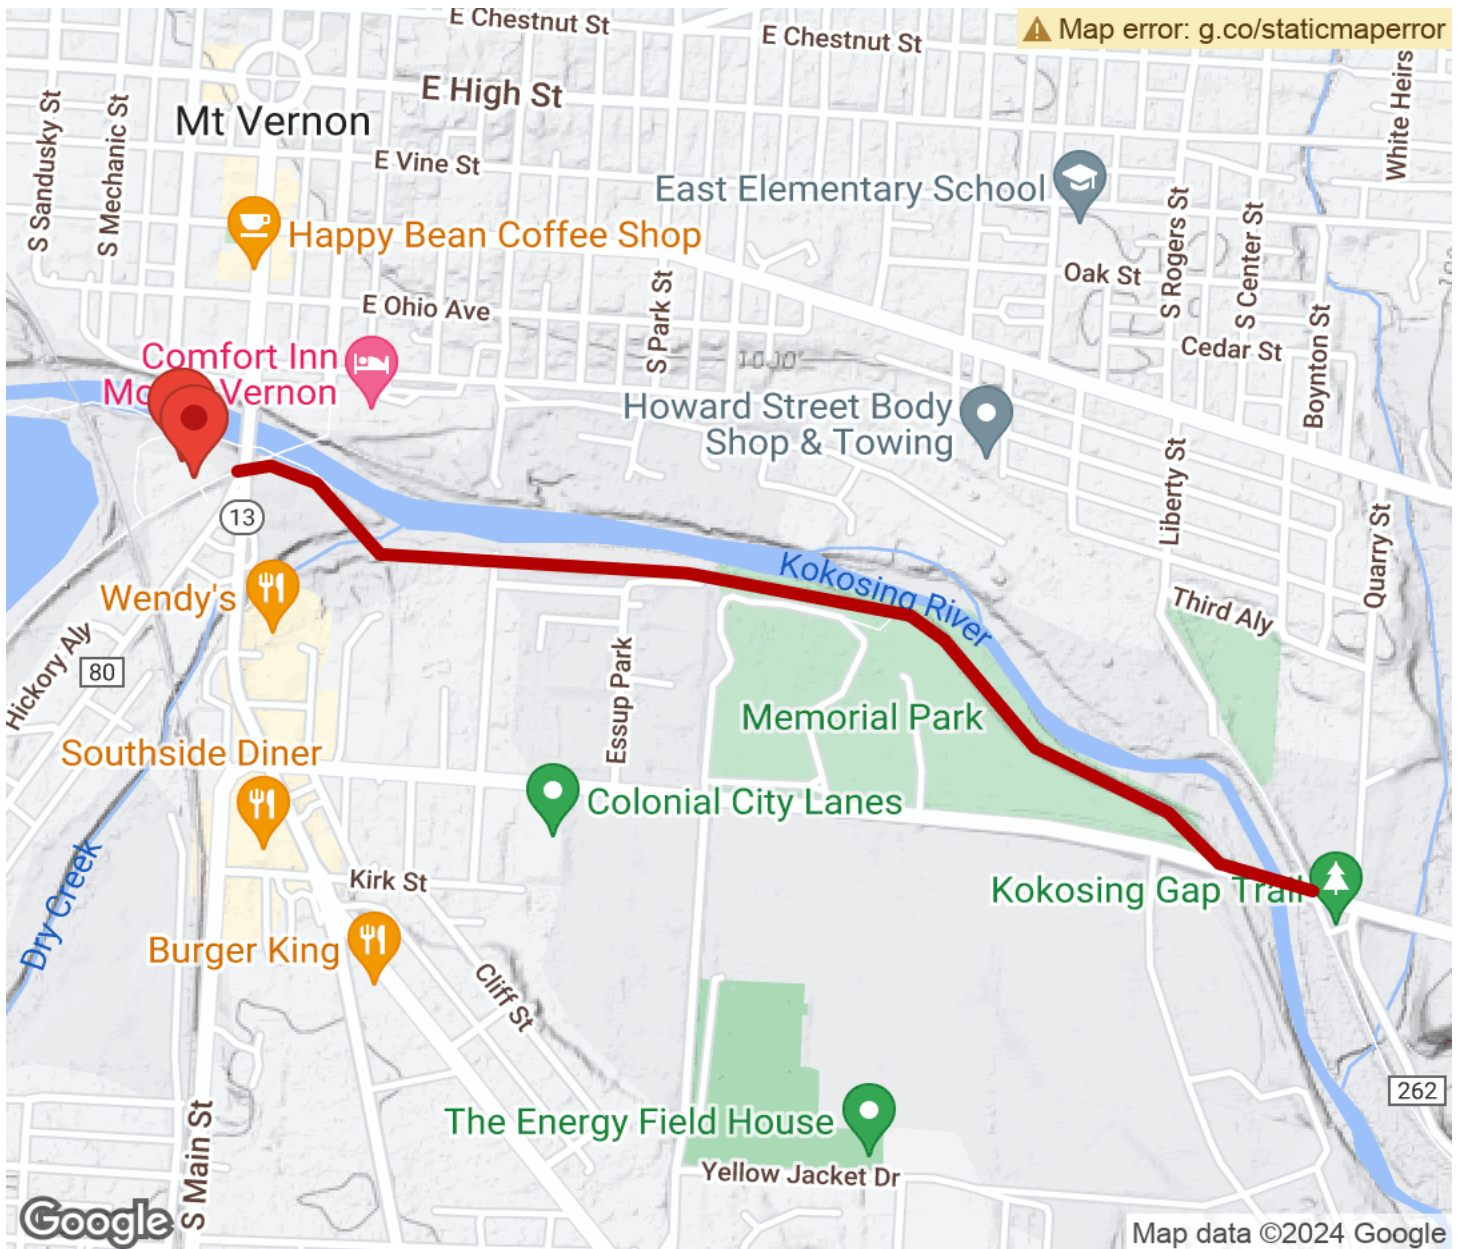 E Chestnut St
E Chestnut St
Map error: g.co/staticmaperror
E High St
Mt Vernon
S Sandusky St
S Mechanic St
White Heirs
E Vine St
East Elementary School
Happy Bean Coffee Shop
S Rogers St
S Center St
Oak St
E Ohio Ave
S Park St
Boynton St
Cedar St
Comfort Inn
Mo Vernon
Howard Street Body
Shop & Towing
Liberty St
Quarry St
13
Kokosing River
Wendy's
Third Aly
Hickory Aly
80
Essup Park
Memorial Park
Southside Diner
Colonial City Lanes
Dry Creek
Kirk St
Kokosing Gap Trail
Burger King
Cliff St
262
The Energy Field House
S Main St
Yellow Jacket Dr
Google
Map data ©2024 Google